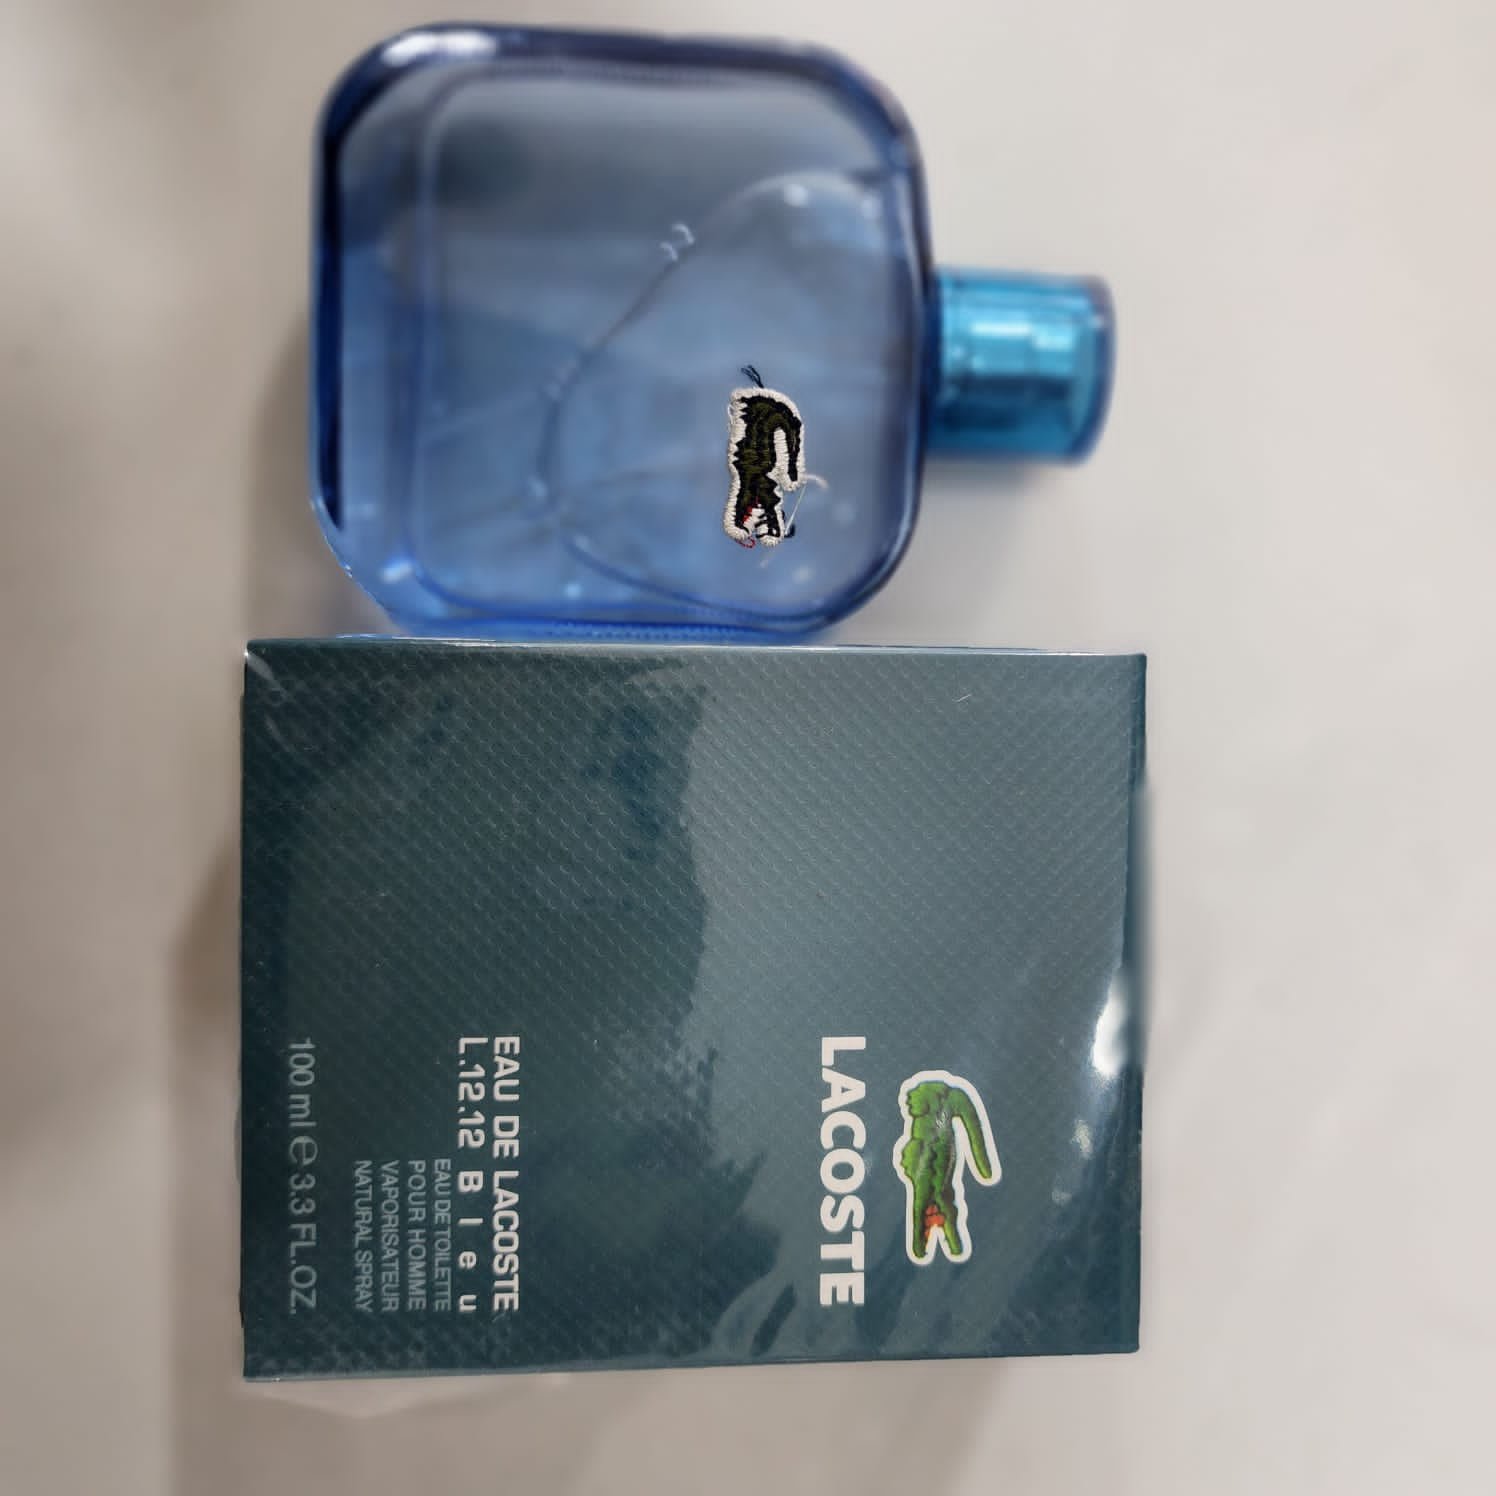 LACOSTE
EAU DE LACOSTE
L.12.12 Bleu
EAU DE TOILETTE
POUR HOMME
VAPORISATEUR
NATURAL SPRAY
100 ml e 3.3 FL.OZ.